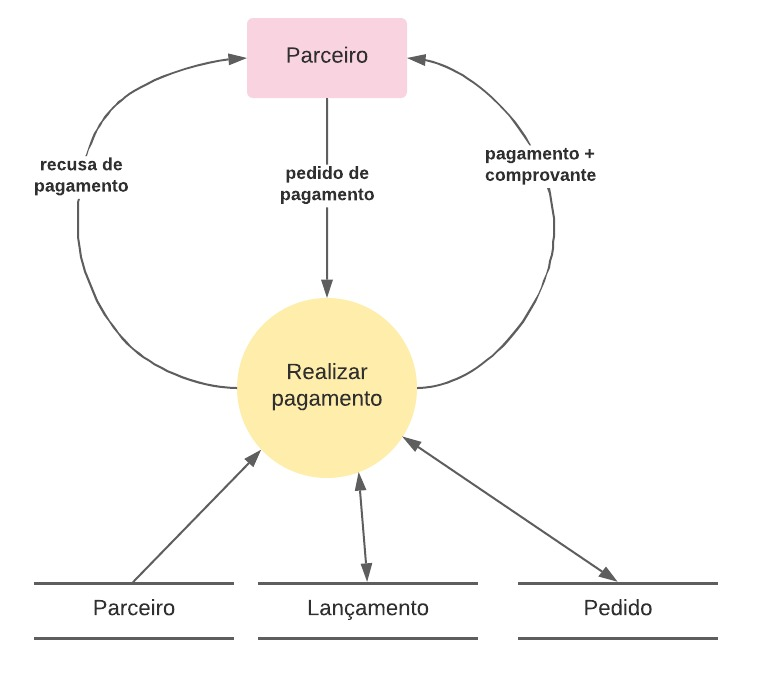 Parceiro
recusa de
pagamento
pedido de
pagamento
pagamento +
comprovante
Realizar
pagamento
Parceiro
Lançamento
Pedido